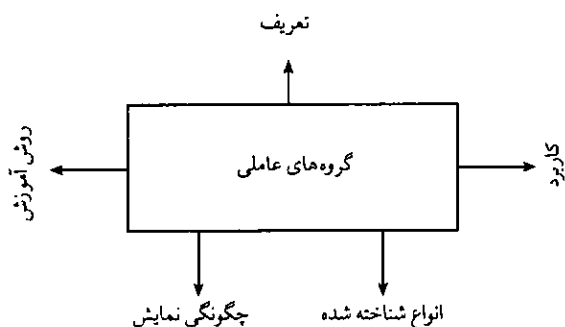 تعریف
کاربرد
گروه‌های عاملی
روش آموزش
انواع شناخته شده
چگونگی نمایش